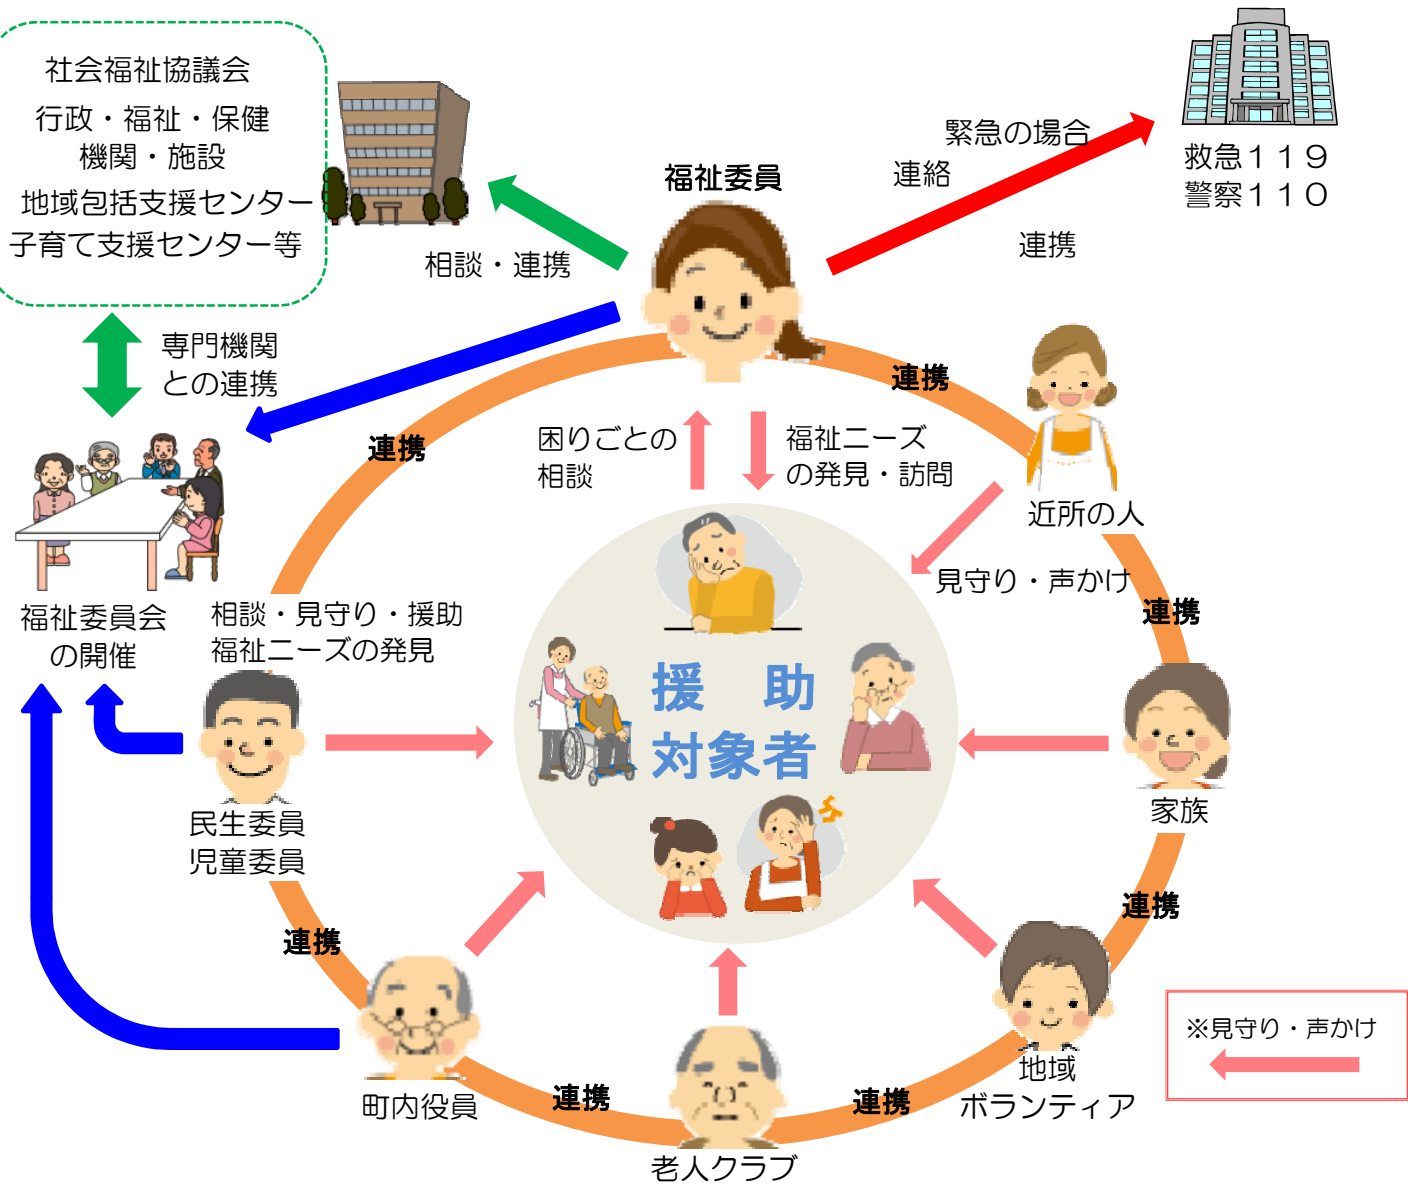 社会福祉協議会
行政・福祉・保健
機関・施設
地域包括支援センター
子育て支援センター等
福祉委員
緊急の場合
連絡
連携
救急１１９
警察１１０
相談・連携
専門機関
との連携
連携
連携
困りごとの
相談
福祉ニーズ
の発見・訪問
近所の人
見守り・声かけ
連携
福祉委員会
の開催
相談・見守り・援助
福祉ニーズの発見
援　助
対象者
民生委員
児童委員
家族
連携
連携
町内役員
連携
老人クラブ
連携
地域
ボランティア
※見守り・声かけ